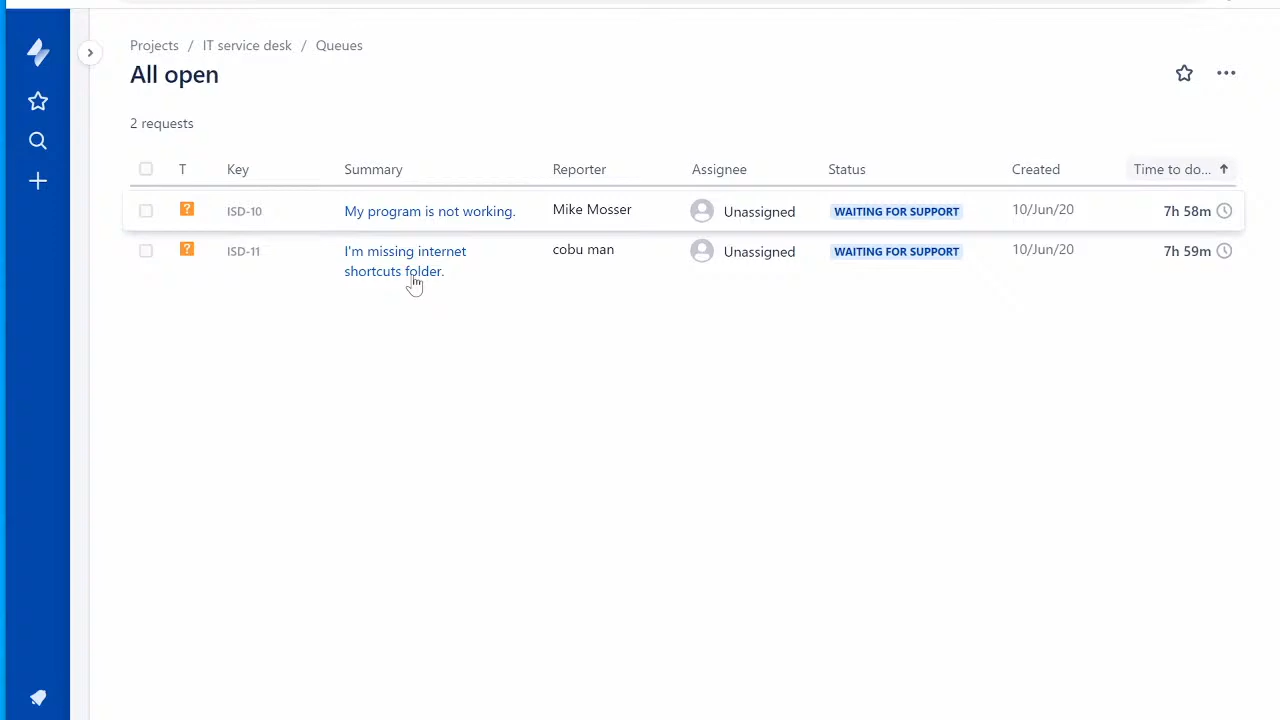 Projects / IT service desk / Queues
All open
2 requests
T Key Summary Reporter Assignee Status Created Time to do... ↑
? ISD-10 My program is not working. Mike Mosser Unassigned WAITING FOR SUPPORT 10/Jun/20 7h 58m
? ISD-11 I'm missing internet cobu man Unassigned WAITING FOR SUPPORT 10/Jun/20 7h 59m
shortcuts folder.